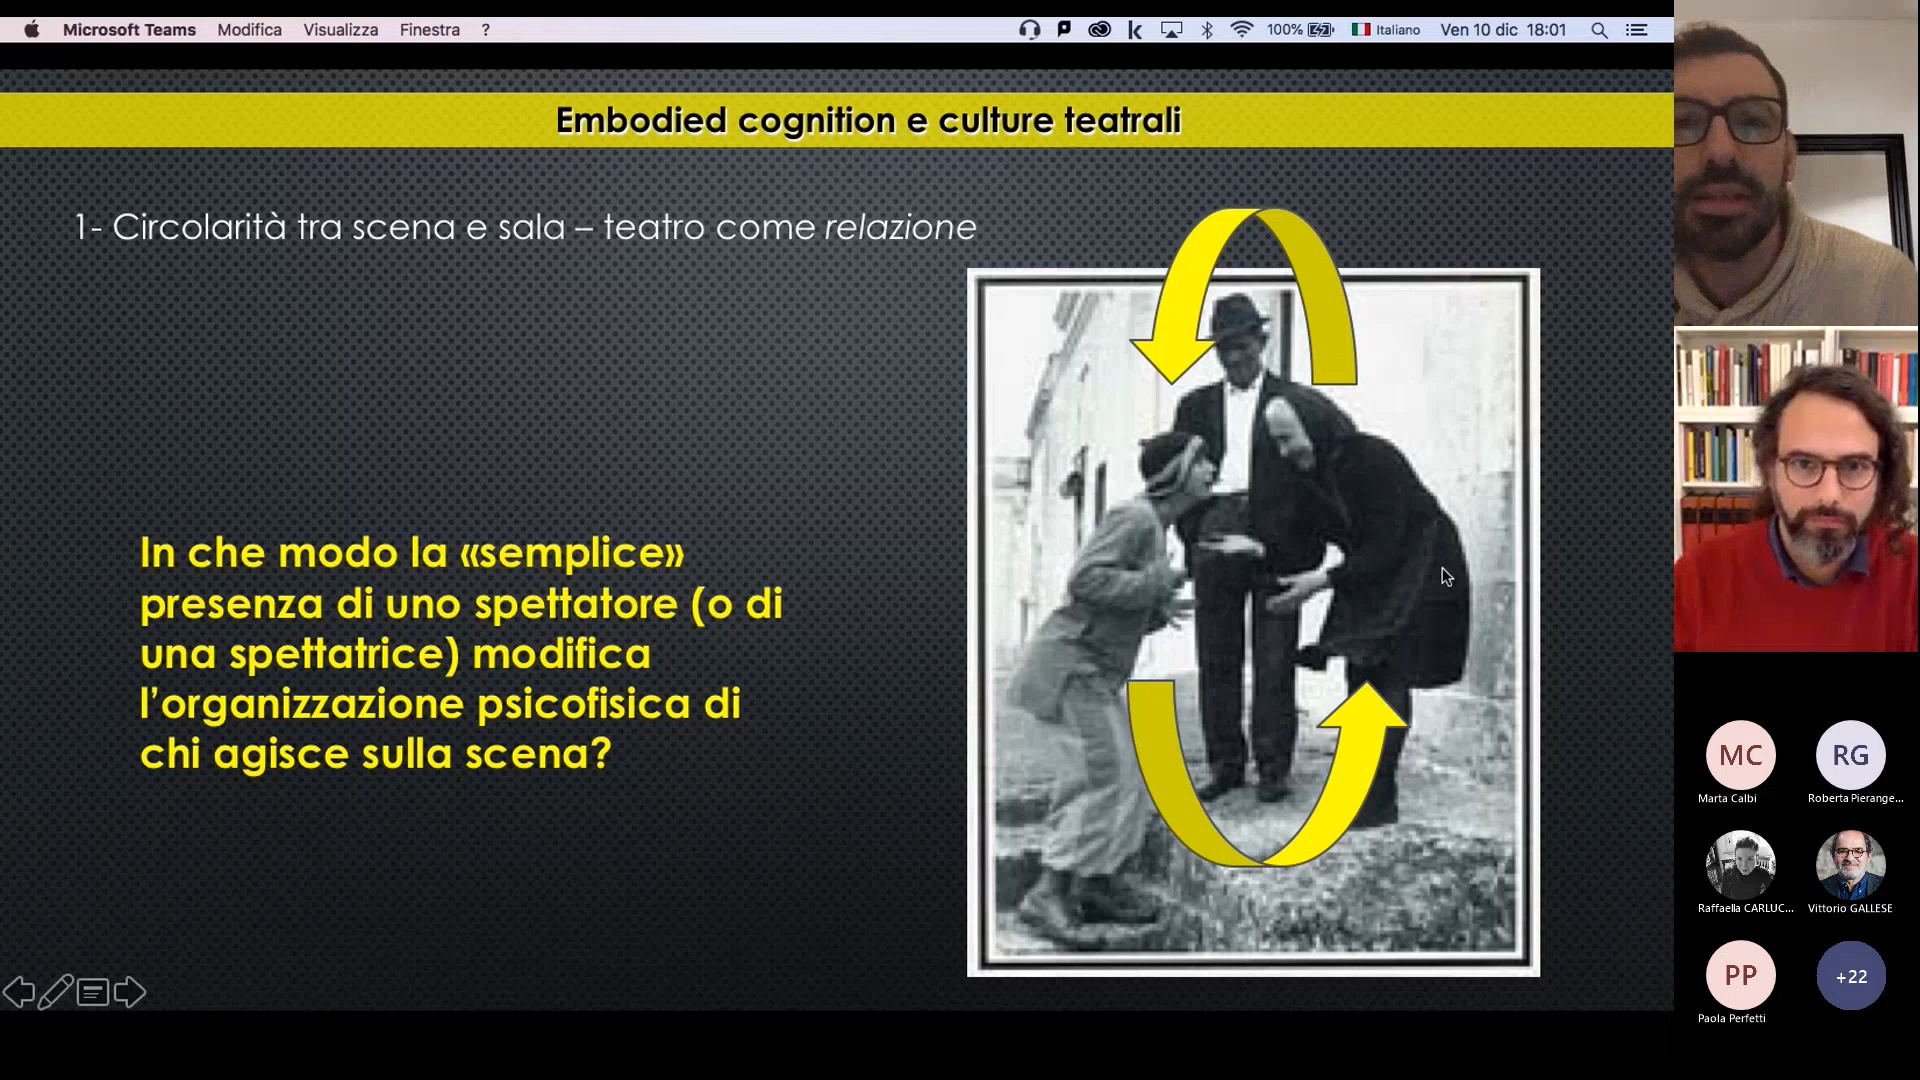 Microsoft Teams Modifica Visualizza Finestra ? 100% Italiano Ven 10 dic 18:01
Embodied cognition e culture teatrali
1- Circolarità tra scena e sala – teatro come relazione
In che modo la «semplice»
presenza di uno spettatore (o di
una spettatrice) modifica
l’organizzazione psicofisica di
chi agisce sulla scena?
MC
Marta Calbi
RG
Roberta Pierange...
Raffaella CARLUC...
Vittorio GALLESE
PP
Paola Perfetti
+22